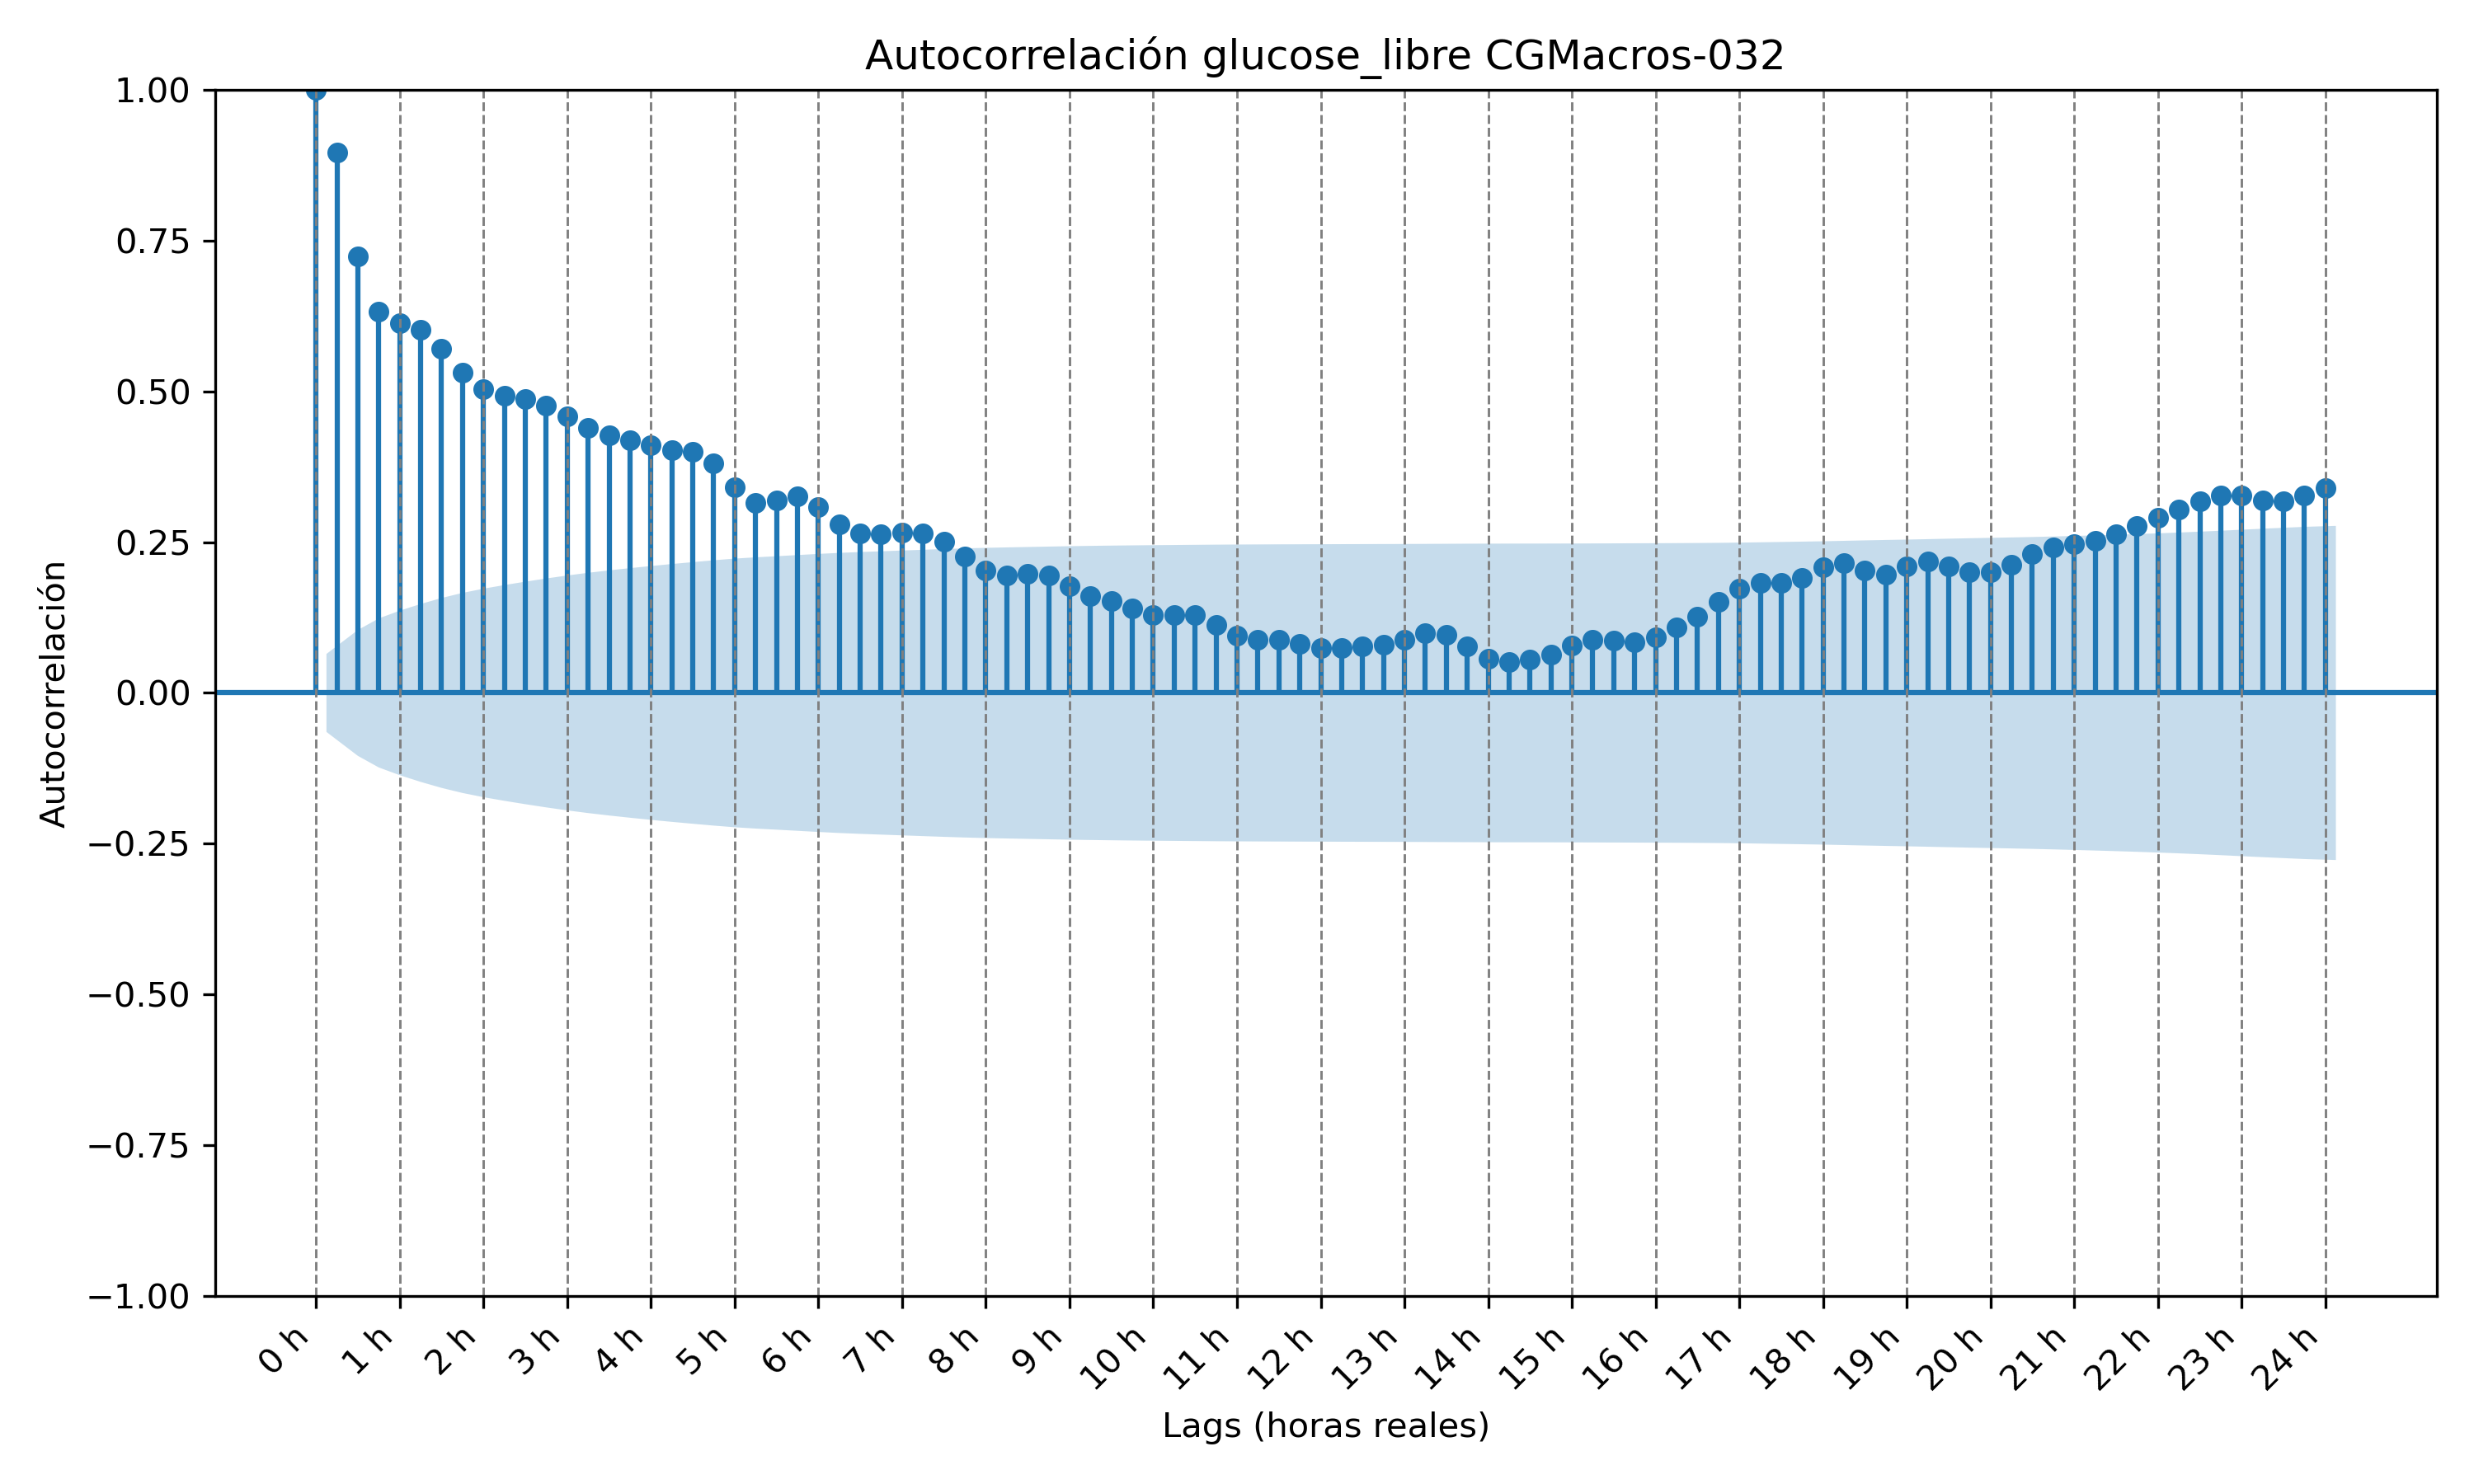 Autocorrelación glucose_libre CGMacros-032
Autocorrelación
1.00
0.75
0.50
0.25
0.00
−0.25
−0.50
−0.75
−1.00
0 h 1 h 2 h 3 h 4 h 5 h 6 h 7 h 8 h 9 h 10 h 11 h 12 h 13 h 14 h 15 h 16 h 17 h 18 h 19 h 20 h 21 h 22 h 23 h 24 h
Lags (horas reales)